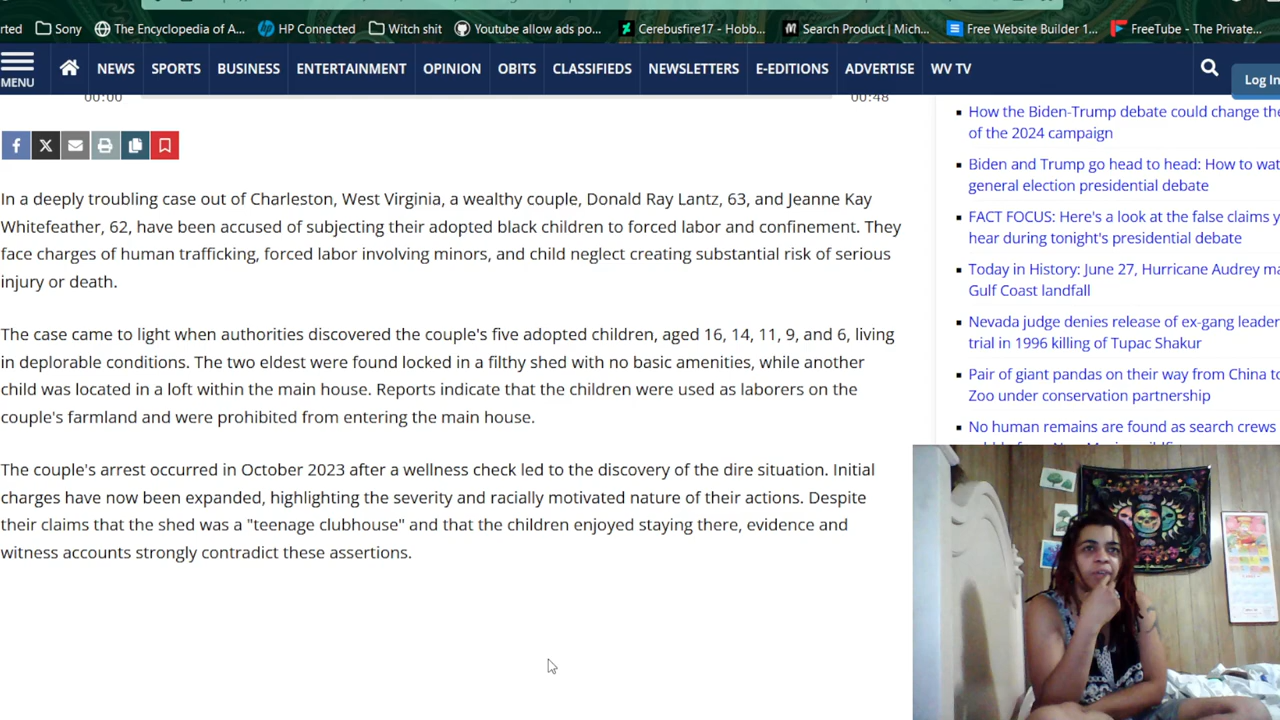 rted
Sony
The Encyclopedia of A...
HP Connected
Witch shit
Youtube allow ads po...
Cerebusfire17 - Hobb...
Search Product | Mich...
Free Website Builder 1...
FreeTube - The Private...
MENU
NEWS
SPORTS
BUSINESS
ENTERTAINMENT
OPINION
OBITS
CLASSIFIEDS
NEWSLETTERS
E-EDITIONS
ADVERTISE
WV TV
Log In
00:00
00:48
In a deeply troubling case out of Charleston, West Virginia, a wealthy couple, Donald Ray Lantz, 63, and Jeanne Kay
Whitefeather, 62, have been accused of subjecting their adopted black children to forced labor and confinement. They
face charges of human trafficking, forced labor involving minors, and child neglect creating substantial risk of serious
injury or death.
The case came to light when authorities discovered the couple's five adopted children, aged 16, 14, 11, 9, and 6, living
in deplorable conditions. The two eldest were found locked in a filthy shed with no basic amenities, while another
child was located in a loft within the main house. Reports indicate that the children were used as laborers on the
couple's farmland and were prohibited from entering the main house.
The couple's arrest occurred in October 2023 after a wellness check led to the discovery of the dire situation. Initial
charges have now been expanded, highlighting the severity and racially motivated nature of their actions. Despite
their claims that the shed was a "teenage clubhouse" and that the children enjoyed staying there, evidence and
witness accounts strongly contradict these assertions.
How the Biden-Trump debate could change the
of the 2024 campaign
Biden and Trump go head to head: How to wat
general election presidential debate
FACT FOCUS: Here's a look at the false claims y
hear during tonight's presidential debate
Today in History: June 27, Hurricane Audrey ma
Gulf Coast landfall
Nevada judge denies release of ex-gang leader
trial in 1996 killing of Tupac Shakur
Pair of giant pandas on their way from China to
Zoo under conservation partnership
No human remains are found as search crews